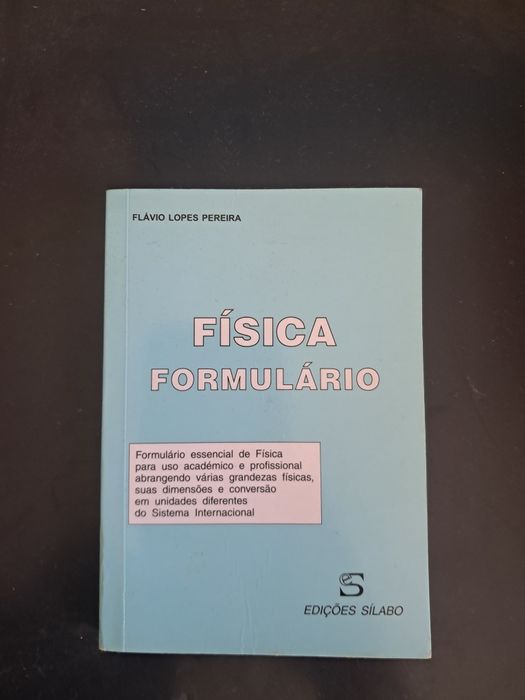 FLÁVIO LOPES PEREIRA
FÍSICA
FORMULÁRIO
Formulário essencial de Física
para uso académico e profissional
abrangendo várias grandezas físicas,
suas dimensões e conversão
em unidades diferentes
do Sistema Internacional
EDIÇÕES SÍLABO